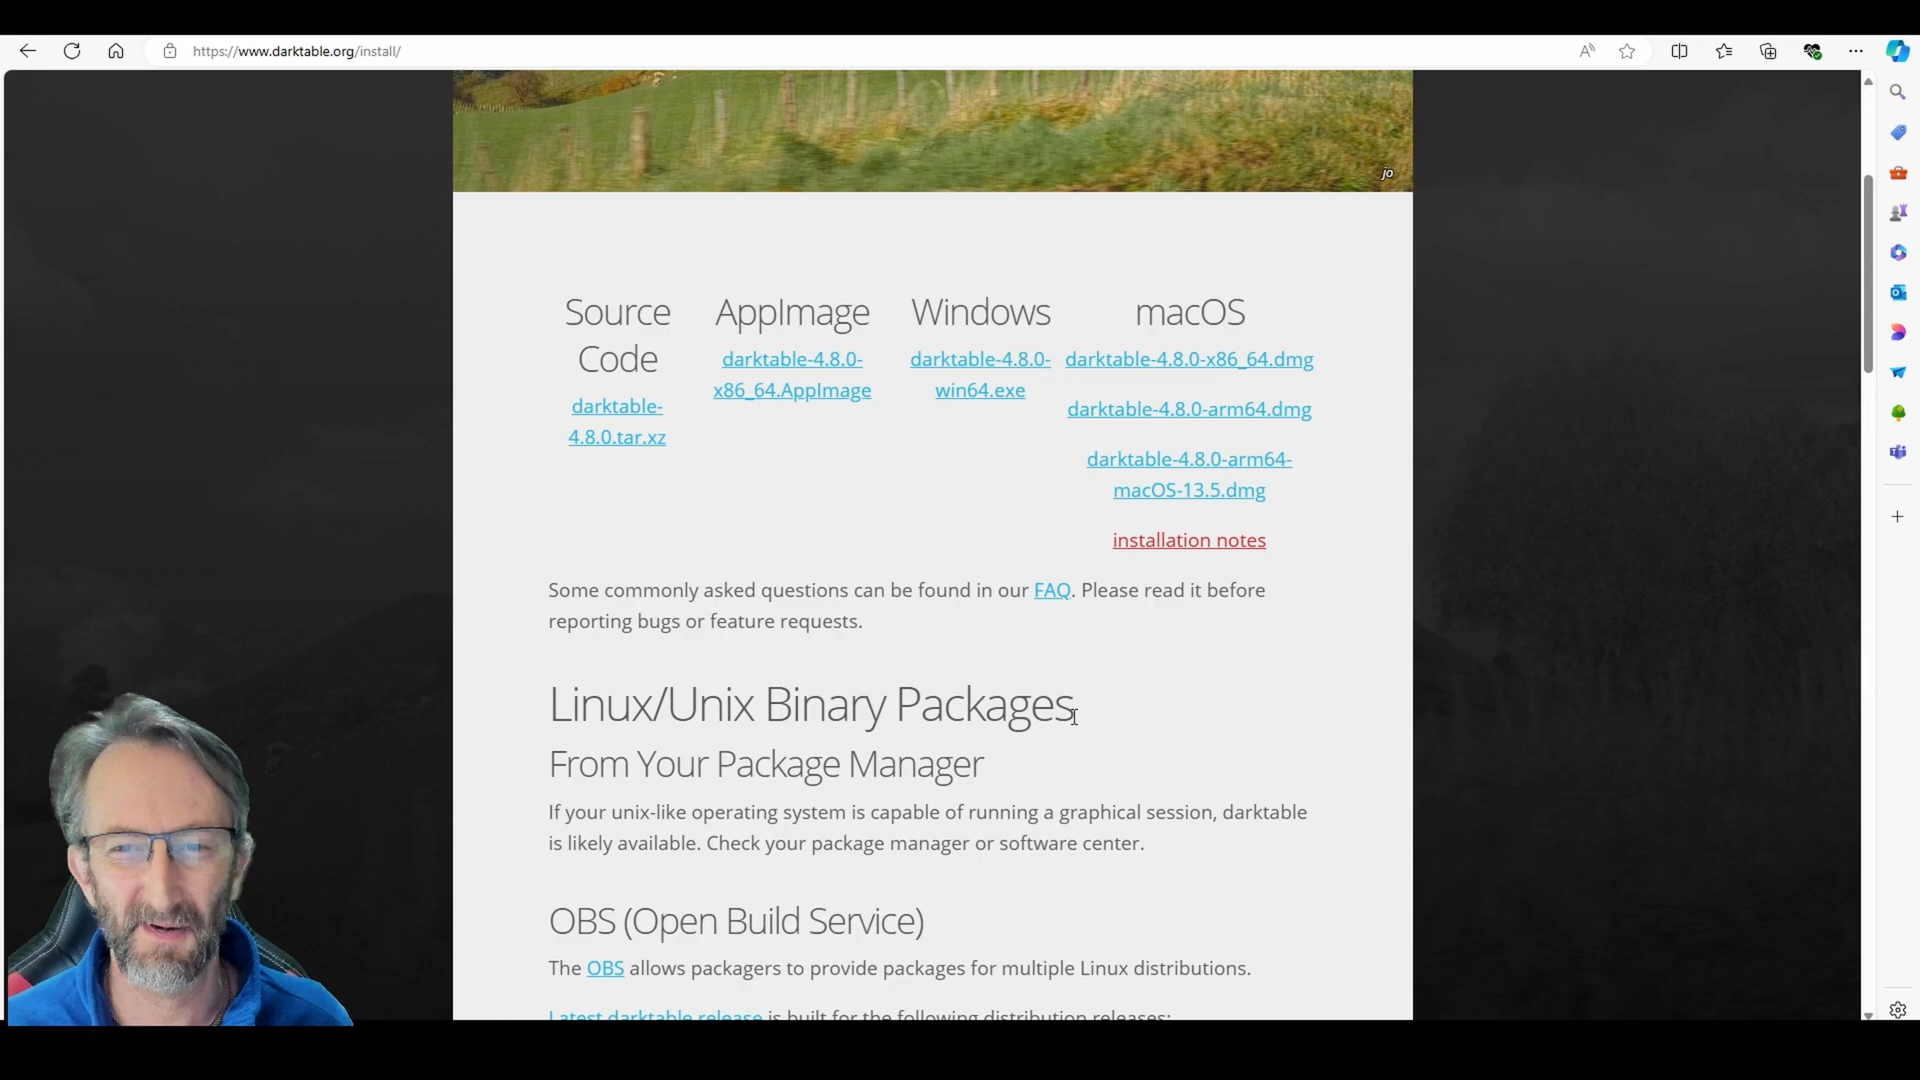 https://www.darktable.org/install/
jo
Source
Code
darktable-
4.8.0.tar.xz
AppImage
darktable-4.8.0-
x86_64.AppImage
Windows
darktable-4.8.0-
win64.exe
macOS
darktable-4.8.0-x86_64.dmg
darktable-4.8.0-arm64.dmg
darktable-4.8.0-arm64-
macOS-13.5.dmg
installation notes
Some commonly asked questions can be found in our FAQ. Please read it before
reporting bugs or feature requests.
Linux/Unix Binary Packages
From Your Package Manager
If your unix-like operating system is capable of running a graphical session, darktable
is likely available. Check your package manager or software center.
OBS (Open Build Service)
The OBS allows packagers to provide packages for multiple Linux distributions.
Latest darktable release is built for the following distribution releases: